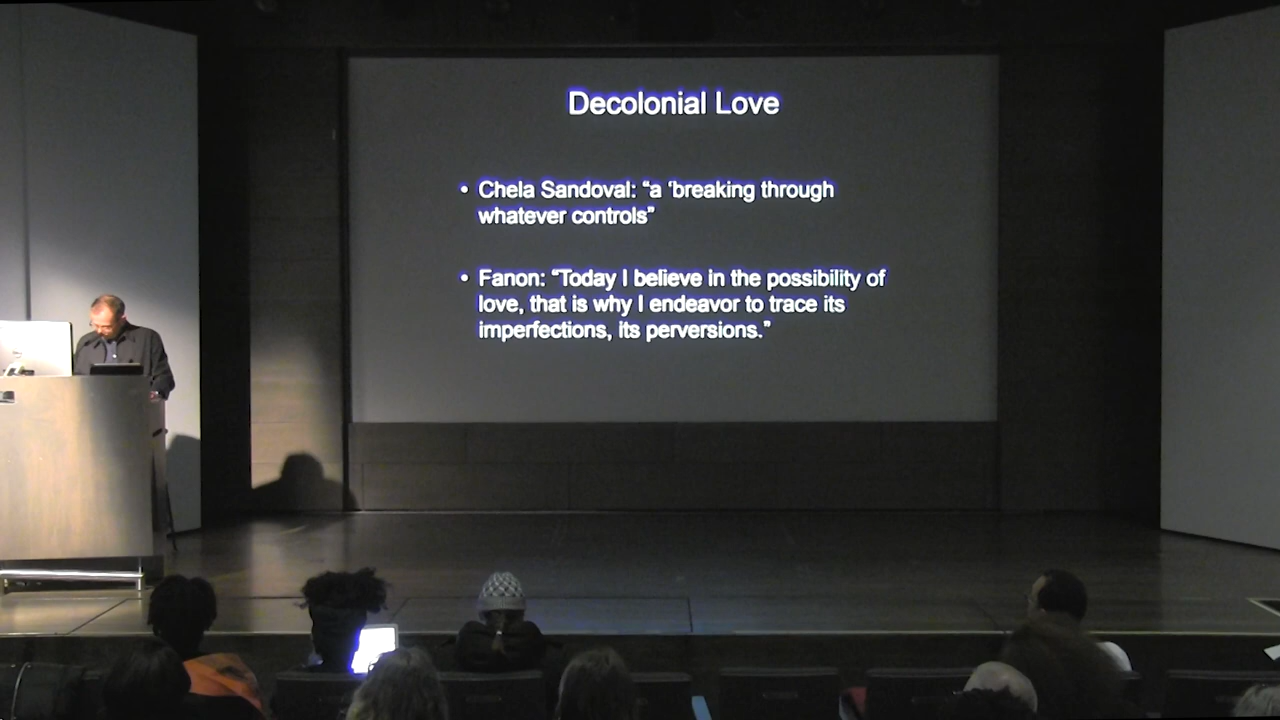 Decolonial Love
• Chela Sandoval: “a ‘breaking through
whatever controls”
• Fanon: “Today I believe in the possibility of
love, that is why I endeavor to trace its
imperfections, its perversions.”